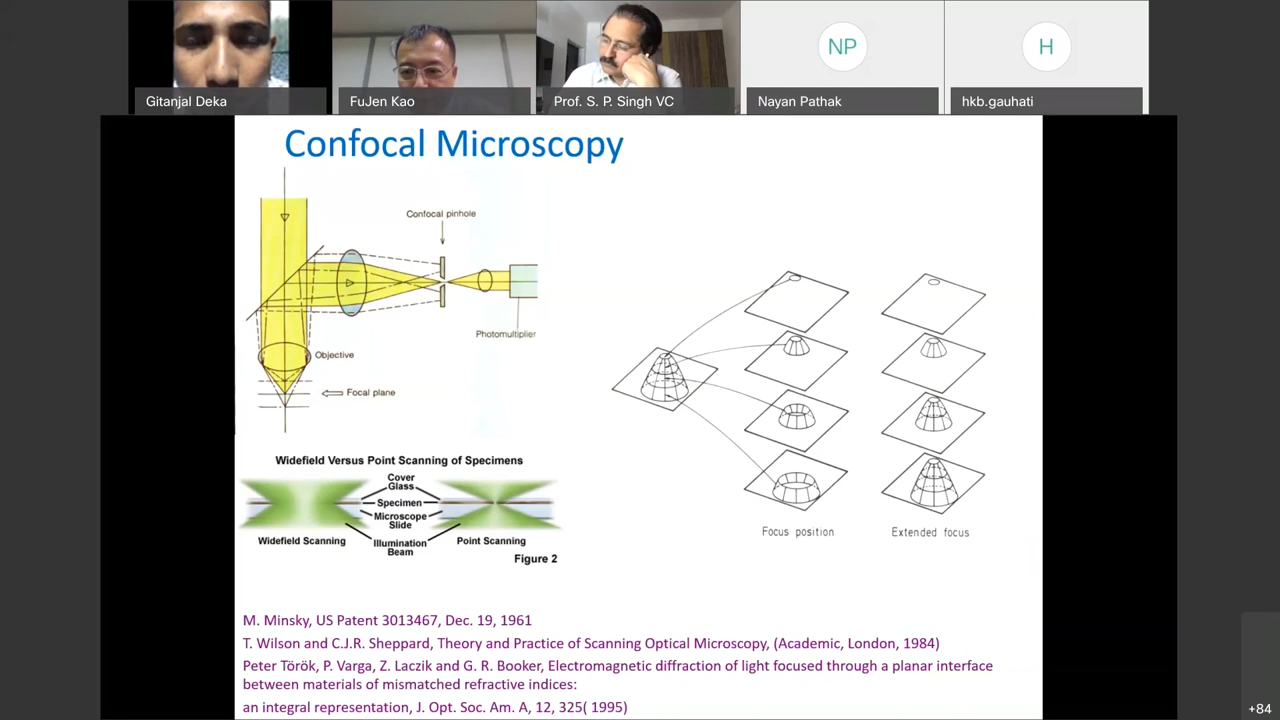 NP
H
Gitanjal Deka
FuJen Kao
Prof. S. P. Singh VC
Nayan Pathak
hkb.gauhati
Confocal Microscopy
Confocal pinhole
Photomultiplier
Objective
Focal plane
Widefield Versus Point Scanning of Specimens
Cover
Glass
Specimen
Microscope
Slide
Widefield Scanning
Illumination
Beam
Point Scanning
Figure 2
Focus position
Extended focus
M. Minsky, US Patent 3013467, Dec. 19, 1961
T. Wilson and C.J.R. Sheppard, Theory and Practice of Scanning Optical Microscopy, (Academic, London, 1984)
Peter Török, P. Varga, Z. Laczik and G. R. Booker, Electromagnetic diffraction of light focused through a planar interface
between materials of mismatched refractive indices:
an integral representation, J. Opt. Soc. Am. A, 12, 325( 1995)
+84